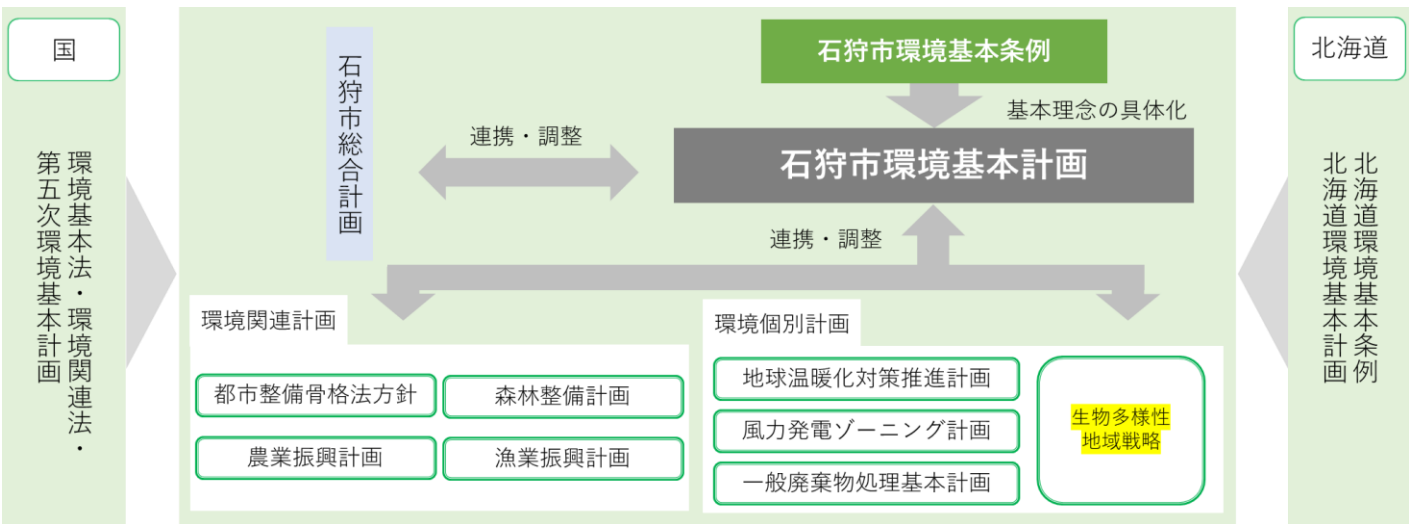 国
環境基本法・環境関連法・
第五次環境基本計画
石狩市総合計画
連携・調整
石狩市環境基本条例
基本理念の具体化
石狩市環境基本計画
連携・調整
環境関連計画
都市整備骨格法方針
森林整備計画
農業振興計画
漁業振興計画
環境個別計画
地球温暖化対策推進計画
風力発電ゾーニング計画
一般廃棄物処理基本計画
生物多様性
地域戦略
北海道
北海道環境基本条例
北海道環境基本計画